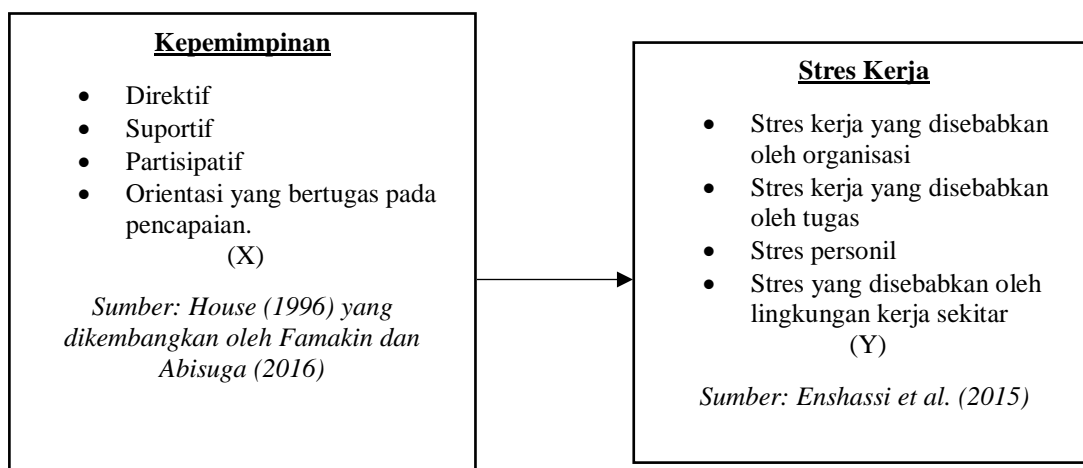 Kepemimpinan
• Direktif
• Suportif
• Partisipatif
• Orientasi yang bertugas pada
pencapaian.
(X)
Sumber: House (1996) yang
dikembangkan oleh Famakin dan
Abisuga (2016)
Stres Kerja
• Stres kerja yang disebabkan
oleh organisasi
• Stres kerja yang disebabkan
oleh tugas
• Stres personil
• Stres yang disebabkan oleh
lingkungan kerja sekitar
(Y)
Sumber: Enshassi et al. (2015)